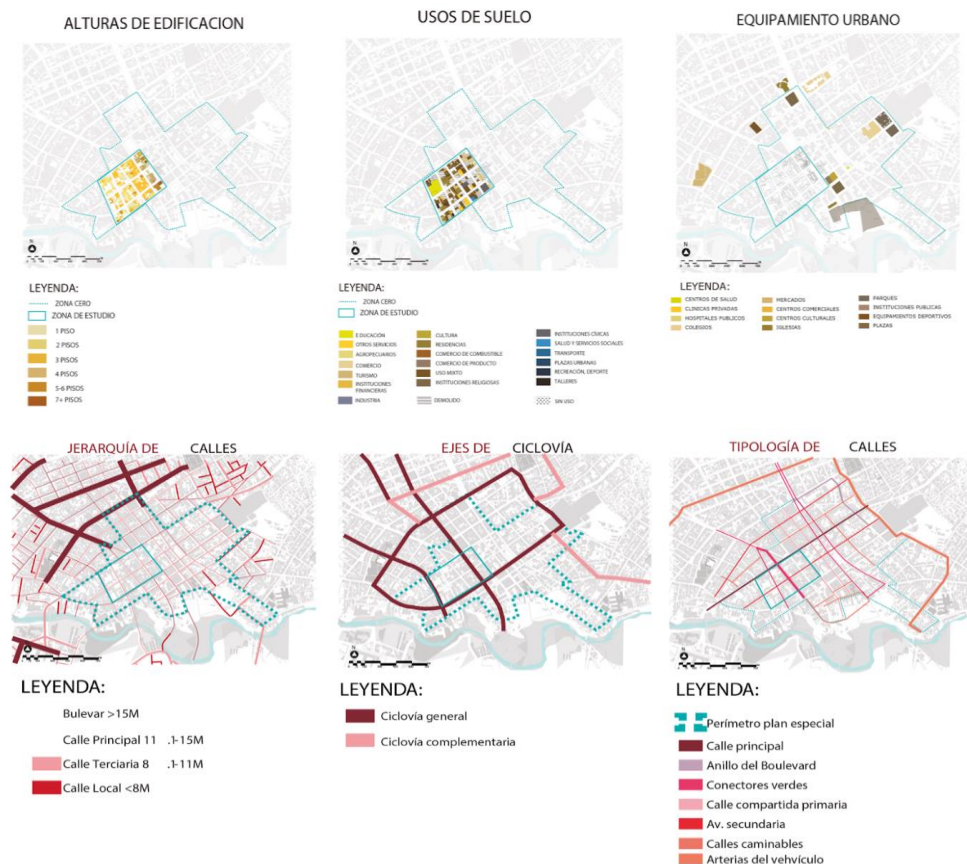 ALTURAS DE EDIFICACION
USOS DE SUELO
EQUIPAMIENTO URBANO
N
N
N
LEYENDA:
ZONA CERO
ZONA DE ESTUDIO
1 PISO
2 PISOS
3 PISOS
4 PISOS
5-6 PISOS
7+ PISOS
LEYENDA:
ZONA CERO
ZONA DE ESTUDIO
EDUCACIÓN
OTROS SERVICIOS
AGROPECUARIOS
COMERCIO
TURISMO
INSTITUCIONES
FINANCIERAS
INDUSTRIA
CULTURA
RESIDENCIAS
COMERCIO DE COMBUSTIBLE
COMERCIO DE PRODUCTO
USO MIXTO
INSTITUCIONES RELIGIOSAS
DEMOLIDO
INSTITUCIONES CÍVICAS
SALUD Y SERVICIOS SOCIALES
TRANSPORTE
PLAZAS URBANAS
RECREACIÓN, DEPORTE
TALLERES
SIN USO
LEYENDA:
CENTROS DE SALUD
CLINICAS PRIVADAS
HOSPITALES PUBLICOS
COLEGIOS
MERCADOS
CENTROS COMERCIALES
CENTROS CULTURALES
IGLESIAS
PARQUES
INSTITUCIONES PUBLICAS
EQUIPAMIENTOS DEPORTIVOS
PLAZAS
JERARQUÍA DE CALLES
EJES DE CICLOVÍA
TIPOLOGÍA DE CALLES
LEYENDA:
Bulevar >15M
Calle Principal 11 .1-15M
Calle Terciaria 8 .1-11M
Calle Local <8M
LEYENDA:
Ciclovía general
Ciclovía complementaria
LEYENDA:
Perímetro plan especial
Calle principal
Anillo del Boulevard
Conectores verdes
Calle compartida primaria
Av. secundaria
Calles caminables
Arterias del vehvículo